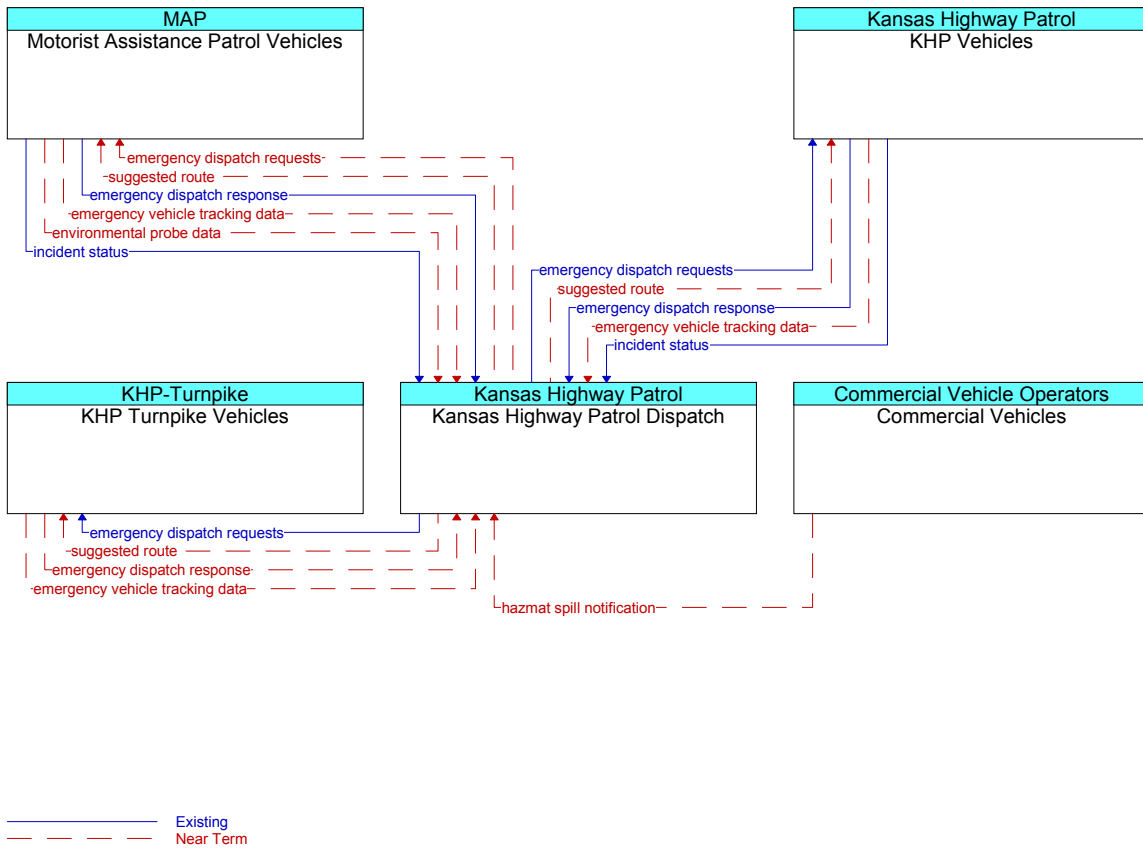 MAP
Motorist Assistance Patrol Vehicles
Kansas Highway Patrol
KHP Vehicles
emergency dispatch requests
suggested route
emergency dispatch response
emergency vehicle tracking data
environmental probe data
incident status
emergency dispatch requests
suggested route
emergency dispatch response
emergency vehicle tracking data
incident status
KHP-Turnpike
KHP Turnpike Vehicles
Kansas Highway Patrol
Kansas Highway Patrol Dispatch
Commercial Vehicle Operators
Commercial Vehicles
emergency dispatch requests
suggested route
emergency dispatch response
emergency vehicle tracking data
hazmat spill notification
Existing
Near Term